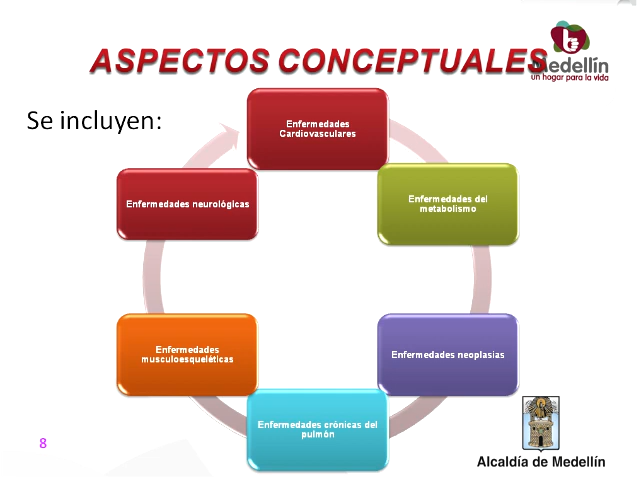 ASPECTOS CONCEPTUALES
Medellín
un hogar para la vida
Se incluyen:
Enfermedades
Cardiovasculares
Enfermedades del
metabolismo
Enfermedades neoplasias
Enfermedades crónicas del
pulmón
Enfermedades
musculoesqueléticas
Enfermedades neurológicas
8
Alcaldía de Medellín